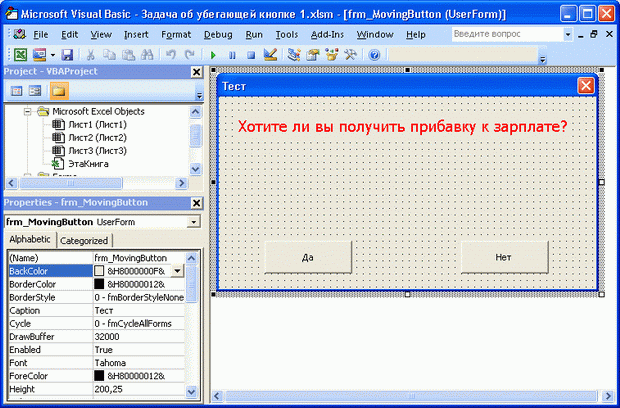 Microsoft Visual Basic - Задача об убегающей кнопке 1.xlsm - [frm_MovingButton (UserForm)]
File Edit View Insert Format Debug Run Tools Add-Ins Window Help Введите вопрос
Project - VBAProject
Microsoft Excel Objects
Лист1 (Лист1)
Лист2 (Лист2)
Лист3 (Лист3)
ЭтаКнига
Properties - frm_MovingButton
frm_MovingButton UserForm
Alphabetic Categorized
(Name) frm_MovingButton
BackColor &H8000000F&
BorderColor &H80000012&
BorderStyle 0 - fmBorderStyleNone
Caption Тест
Cycle 0 - fmCycleAllForms
DrawBuffer 32000
Enabled True
Font Tahoma
ForeColor &H80000012&
Height 200,25
Тест
Хотите ли вы получить прибавку к зарплате?
Да Нет